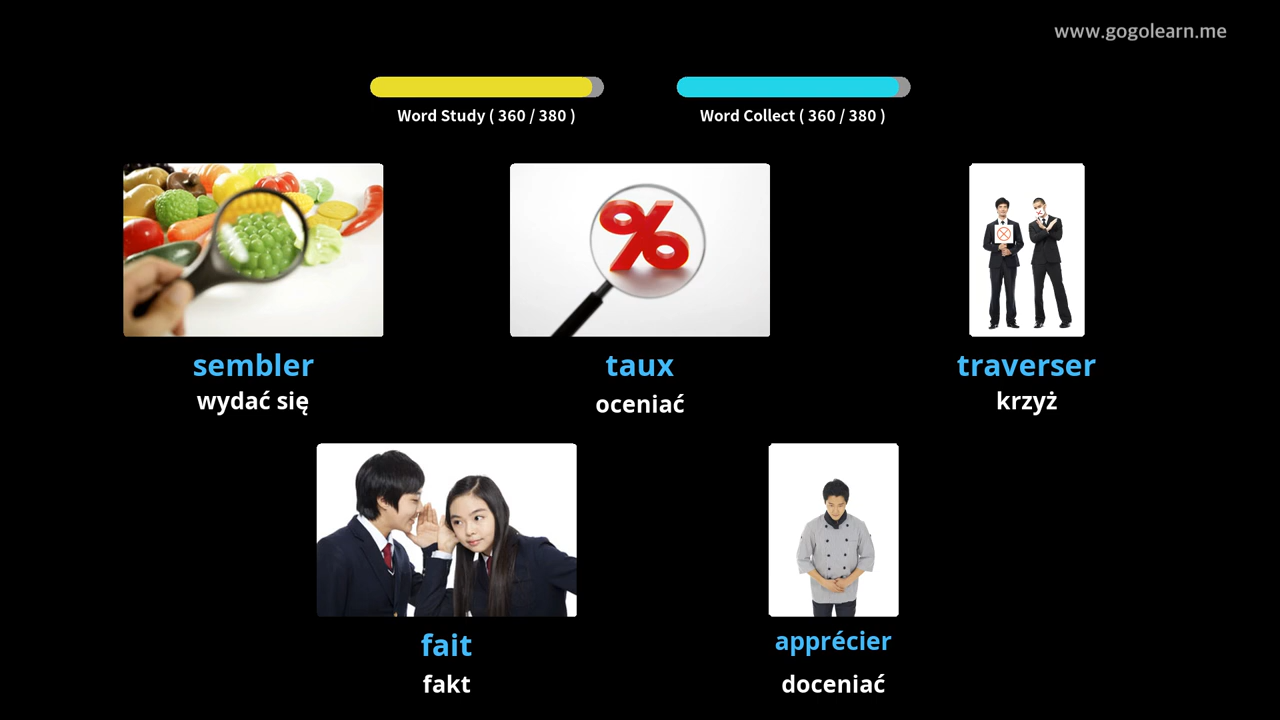 www.gogolearn.me
Word Study ( 360 / 380 )
Word Collect ( 360 / 380 )
sembler
wydać się
taux
oceniać
traverser
krzyż
fait
fakt
apprécier
doceniać